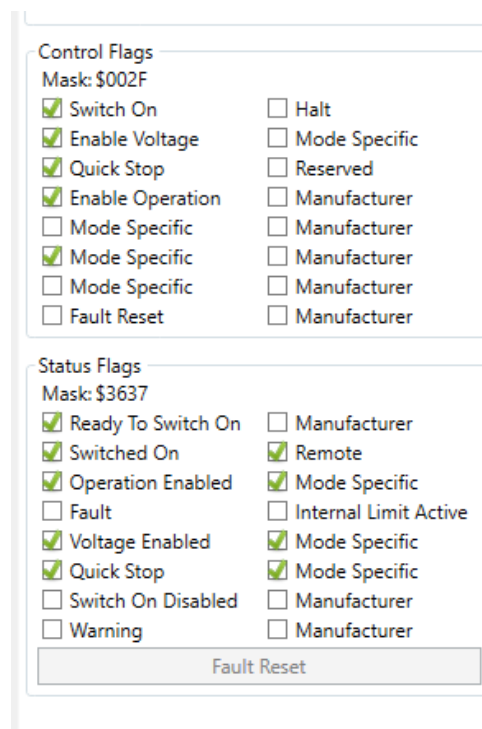 Control Flags
Mask: $002F
Switch On Halt
Enable Voltage Mode Specific
Quick Stop Reserved
Enable Operation Manufacturer
Mode Specific Manufacturer
Mode Specific Manufacturer
Mode Specific Manufacturer
Fault Reset Manufacturer
Status Flags
Mask: $3637
Ready To Switch On Manufacturer
Switched On Remote
Operation Enabled Mode Specific
Fault Internal Limit Active
Voltage Enabled Mode Specific
Quick Stop Mode Specific
Switch On Disabled Manufacturer
Warning Manufacturer
Fault Reset